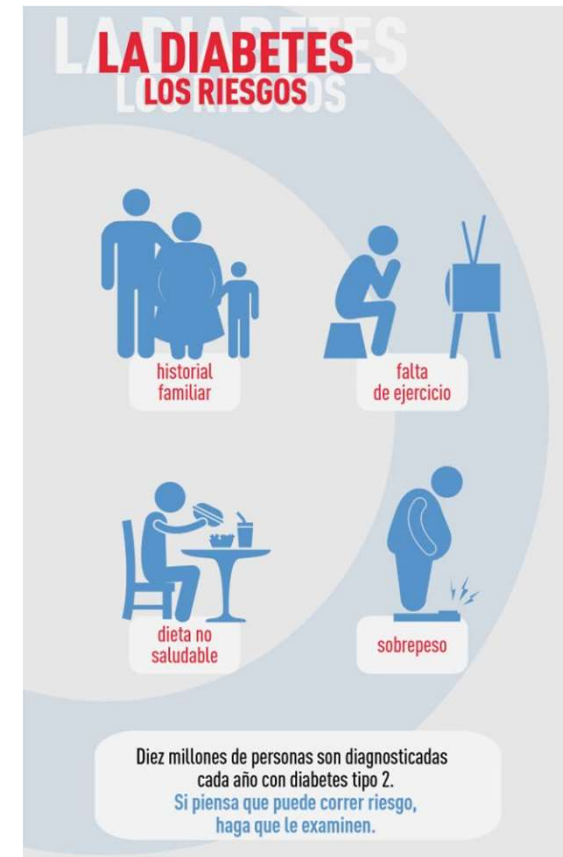 LA DIABETES
LOS RIESGOS
historial
familiar
falta
de ejercicio
dieta no
saludable
sobrepeso
Diez millones de personas son diagnosticadas
cada año con diabetes tipo 2.
Si piensa que puede correr riesgo,
haga que le examinen.